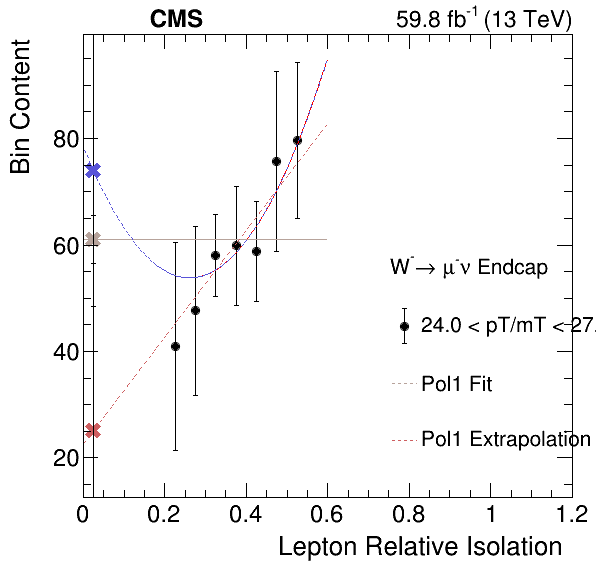 CMS
59.8 fb⁻¹ (13 TeV)
Bin Content
80
60
40
20
W⁻→ μ⁻ν Endcap
24.0 < pT/mT < 27.
Pol1 Fit
Pol1 Extrapolation
0 0.2 0.4 0.6 0.8 1 1.2
Lepton Relative Isolation